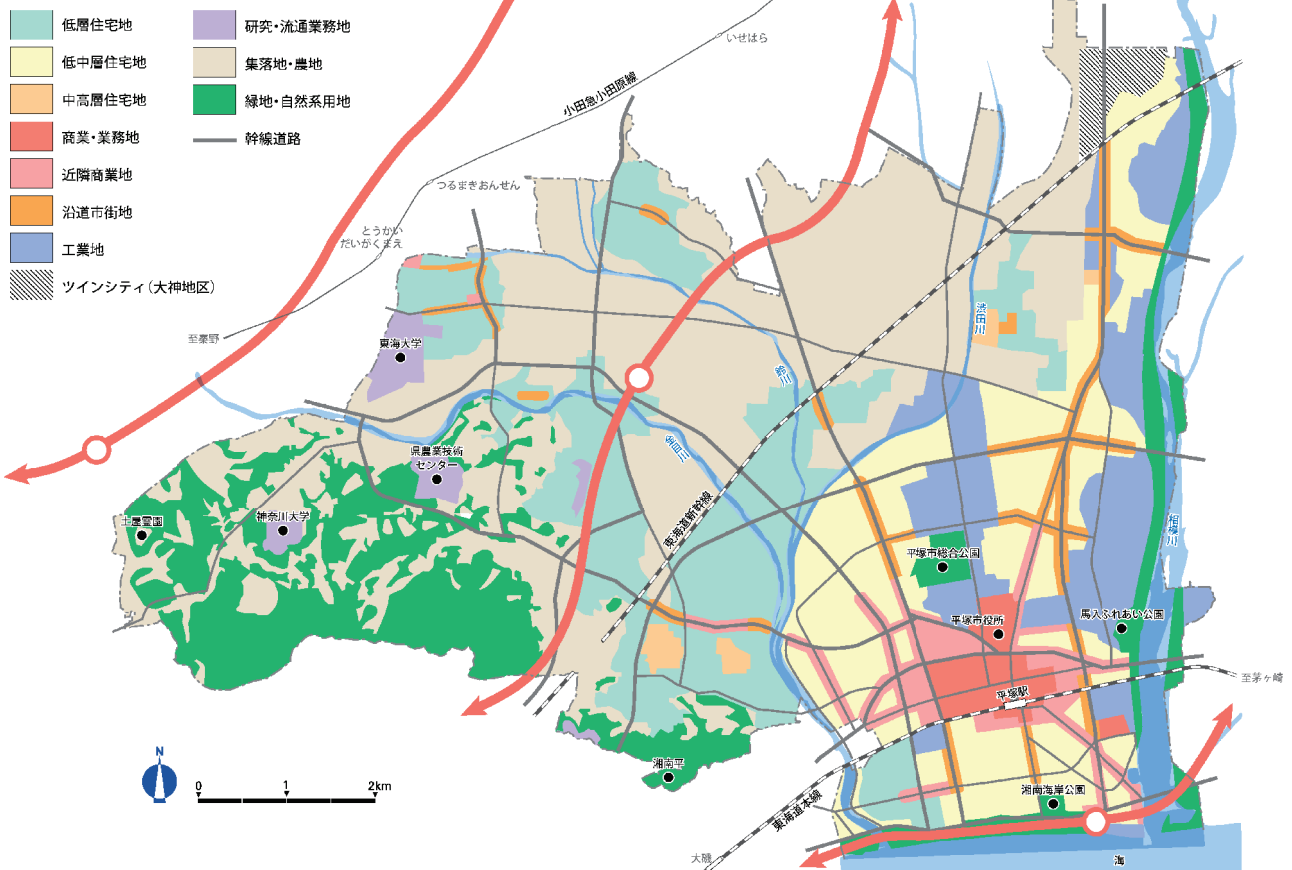 低層住宅地
低中層住宅地
中高層住宅地
商業・業務地
近隣商業地
沿道市街地
工業地
ツインシティ(大神地区)
研究・流通業務地
集落地・農地
緑地・自然系用地
幹線道路
いせはら
小田急小田原線
つるまきおんせん
とうかい
だいがくまえ
至秦野
東海大学
渋田川
鈴川
金目川
県農業技術
センター
神奈川大学
土屋霊園
東海道新幹線
相模川
平塚市総合公園
平塚市役所
馬入ふれあい公園
至茅ヶ崎
平塚駅
湘南平
湘南海岸公園
東海道本線
大磯
海
N
0 1 2km